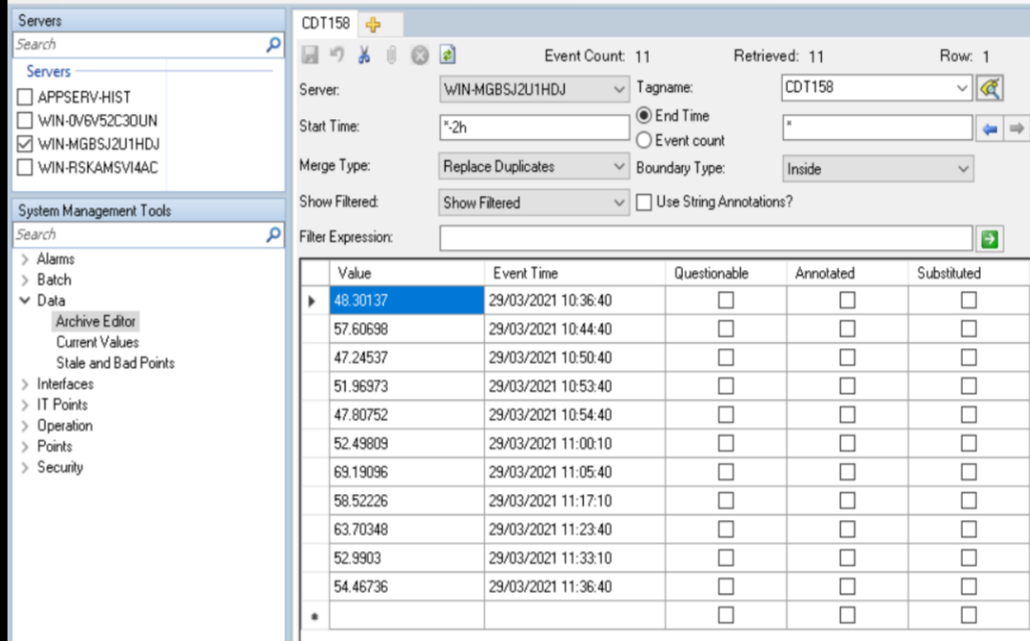 Servers
Search
Servers
APPSERV-HIST
WIN-0V6V52C3OUN
WIN-MGBSJ2U1HDJ
WIN-RSKAMSVI4AC
System Management Tools
Search
Alarms
Batch
Data
Archive Editor
Current Values
Stale and Bad Points
Interfaces
IT Points
Operation
Points
Security
CDT158
Event Count: 11 Retrieved: 11 Row: 1
Server: WIN-MGBSJ2U1HDJ Tagname: CDT158
Start Time: *-2h End Time *
Event count
Merge Type: Replace Duplicates Boundary Type: Inside
Show Filtered: Show Filtered Use String Annotations?
Filter Expression:
Value Event Time Questionable Annotated Substituted
48.30137 29/03/2021 10:36:40
57.60698 29/03/2021 10:44:40
47.24537 29/03/2021 10:50:40
51.96973 29/03/2021 10:53:40
47.80752 29/03/2021 10:54:40
52.49809 29/03/2021 11:00:10
69.19096 29/03/2021 11:05:40
58.52226 29/03/2021 11:17:10
63.70348 29/03/2021 11:23:40
52.9903 29/03/2021 11:33:10
54.46736 29/03/2021 11:36:40